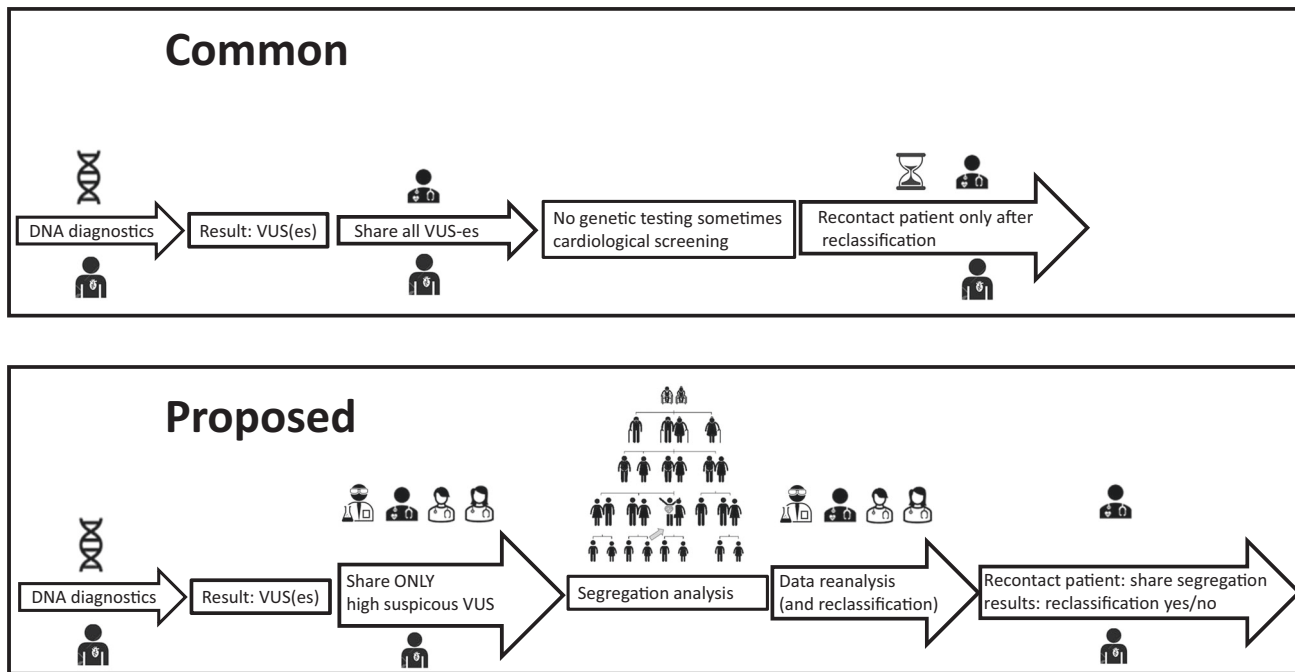 Common
DNA diagnostics
Result: VUS(es)
Share all VUS-es
No genetic testing sometimes
cardiological screening
Recontact patient only after
reclassification
Proposed
DNA diagnostics
Result: VUS(es)
Share ONLY
high suspicous VUS
Segregation analysis
Data reanalysis
(and reclassification)
Recontact patient: share segregation
results: reclassification yes/no